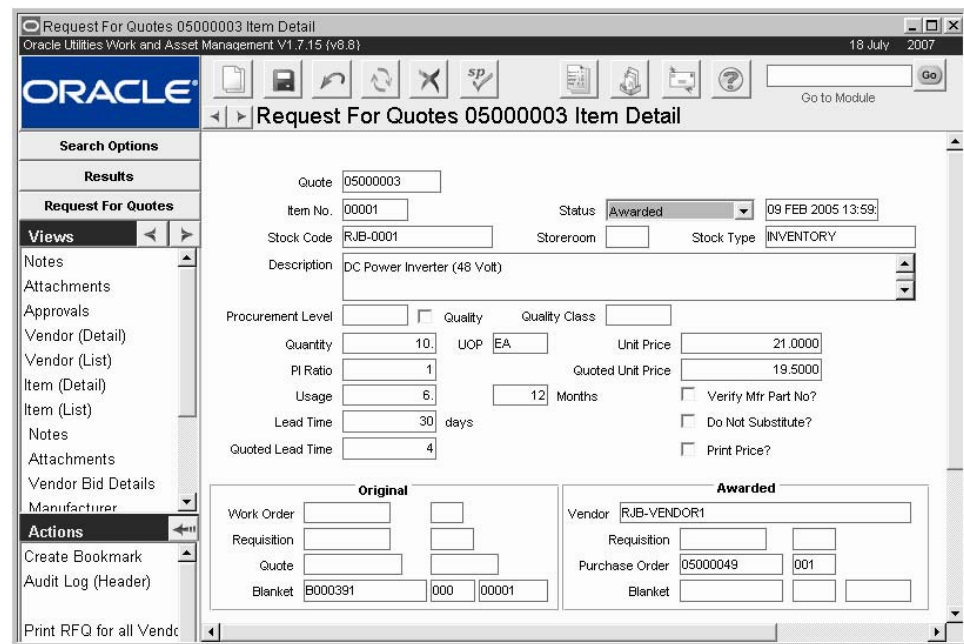 Request For Quotes 05000003 Item Detail
Oracle Utilities Work and Asset Management V1.7.15 (v8.8) 18 July 2007
ORACLE
sp
Go
Go to Module
Request For Quotes 05000003 Item Detail
Search Options
Results
Request For Quotes
Views
Notes
Attachments
Approvals
Vendor (Detail)
Vendor (List)
Item (Detail)
Item (List)
Notes
Attachments
Vendor Bid Details
Manufacturer
Actions
Create Bookmark
Audit Log (Header)
Print RFQ for all Vendc
Quote 05000003
Item No. 00001 Status Awarded 09 FEB 2005 13:59:
Stock Code RJB-0001 Storeroom Stock Type INVENTORY
Description DC Power Inverter (48 Volt)
Procurement Level Quality Quality Class
Quantity 10. UOP EA Unit Price 21.0000
PI Ratio 1 Quoted Unit Price 19.5000
Usage 6. 12 Months Verify Mfr Part No?
Lead Time 30 days Do Not Substitute?
Quoted Lead Time 4 Print Price?
Original
Work Order
Requisition
Quote
Blanket B000391 000 00001
Awarded
Vendor RJB-VENDOR1
Requisition
Purchase Order 05000049 001
Blanket